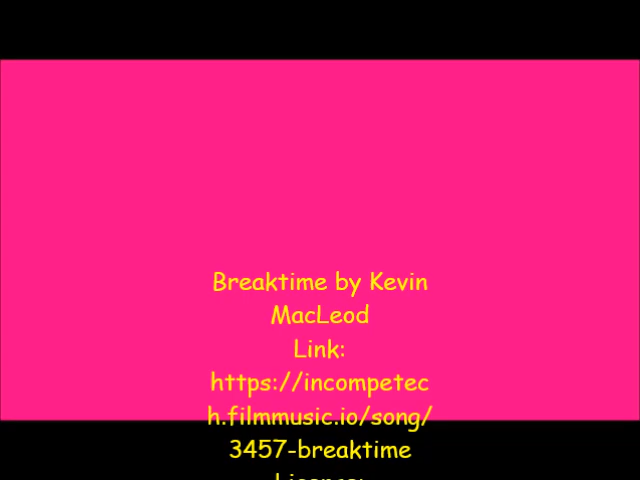 Breaktime by Kevin
MacLeod
Link:
https://incompetec
h.filmmusic.io/song/
3457-breaktime